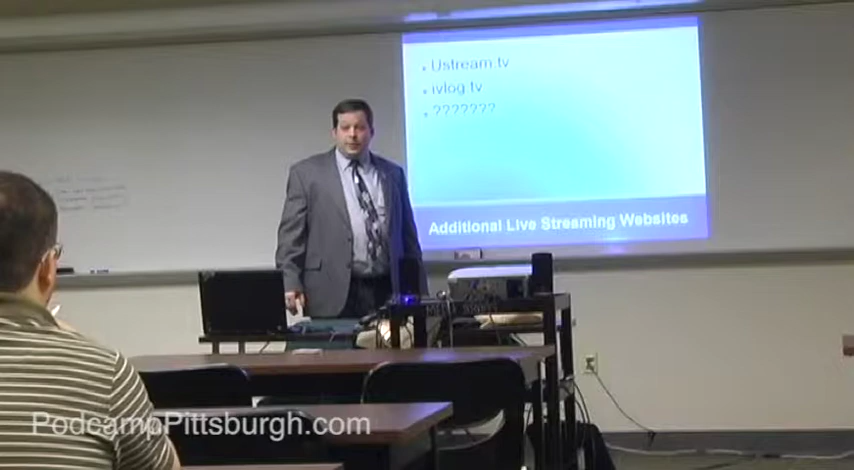 Ustream.tv
ivlog.tv
???????
Additional Live Streaming Websites
PodcampPittsburgh.com